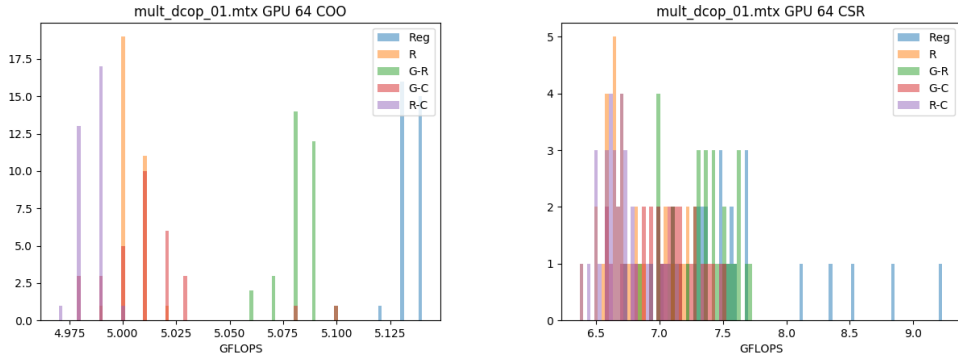 mult_dcop_01.mtx GPU 64 COO
17.5
15.0
12.5
10.0
7.5
5.0
2.5
0.0
Reg
R
G-R
G-C
R-C
4.975
5.000
5.025
5.050
5.075
5.100
5.125
GFLOPS
mult_dcop_01.mtx GPU 64 CSR
5
4
3
2
1
0
Reg
R
G-R
G-C
R-C
6.5
7.0
7.5
8.0
8.5
9.0
GFLOPS